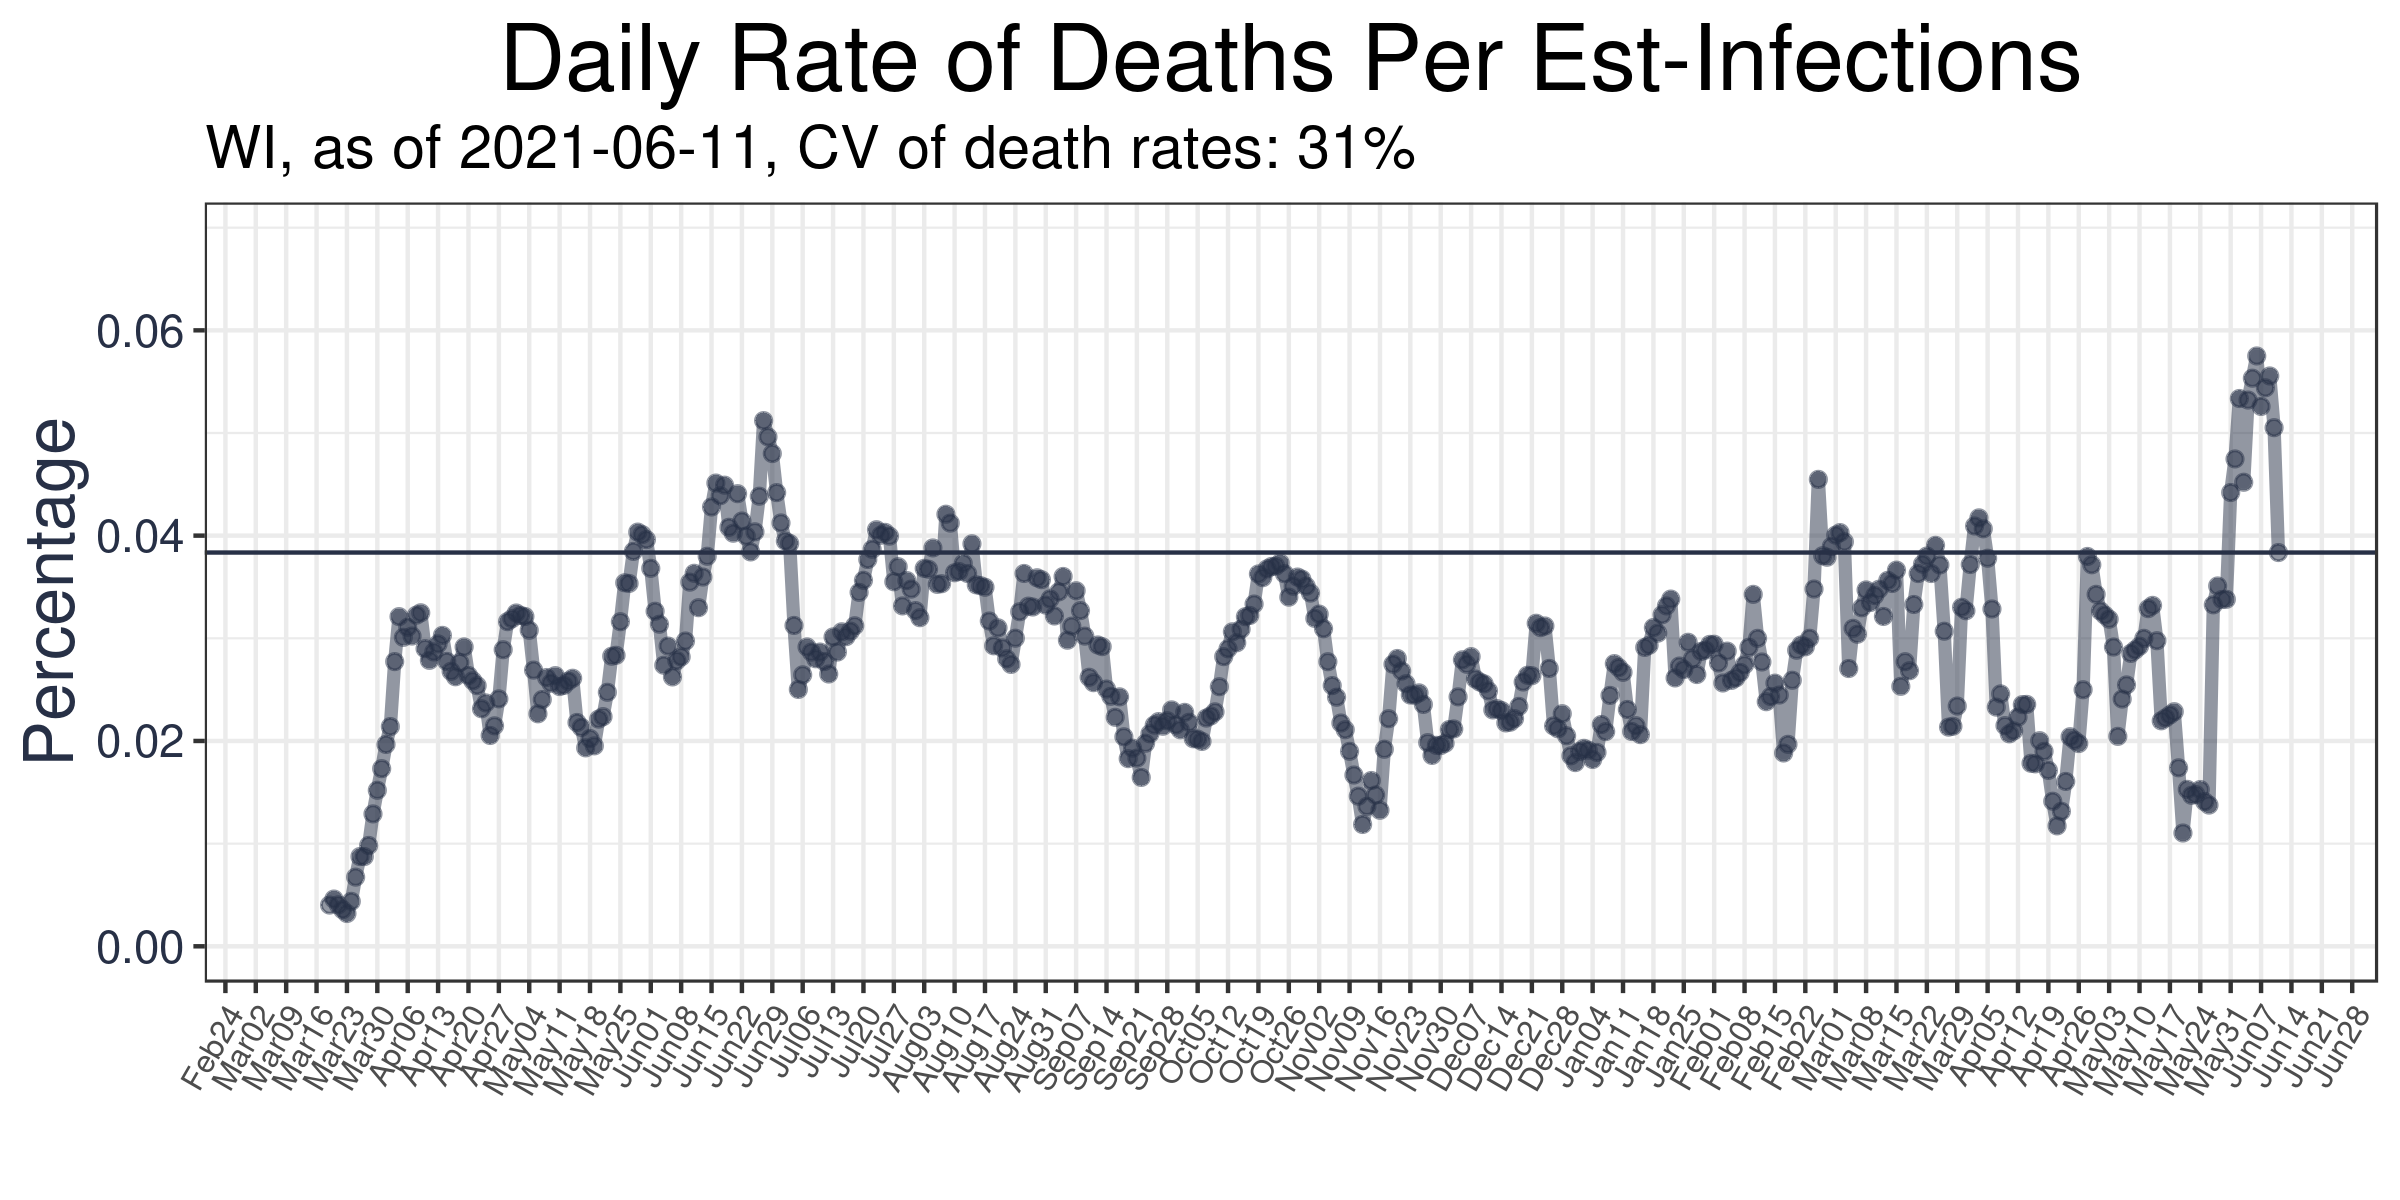 Daily Rate of Deaths Per Est-Infections
WI, as of 2021-06-11, CV of death rates: 31%
Percentage
0.06
0.04
0.02
0.00
Feb24
Mar02
Mar09
Mar16
Mar23
Mar30
Apr06
Apr13
Apr20
Apr27
May04
May11
May18
May25
Jun01
Jun08
Jun15
Jun22
Jun29
Jul06
Jul13
Jul20
Jul27
Aug03
Aug10
Aug17
Aug24
Aug31
Sep07
Sep14
Sep21
Sep28
Oct05
Oct12
Oct19
Oct26
Nov02
Nov09
Nov16
Nov23
Nov30
Dec07
Dec14
Dec21
Dec28
Jan04
Jan11
Jan18
Jan25
Feb01
Feb08
Feb15
Feb22
Mar01
Mar08
Mar15
Mar22
Mar29
Apr05
Apr12
Apr19
Apr26
May03
May10
May17
May24
May31
Jun07
Jun14
Jun21
Jun28